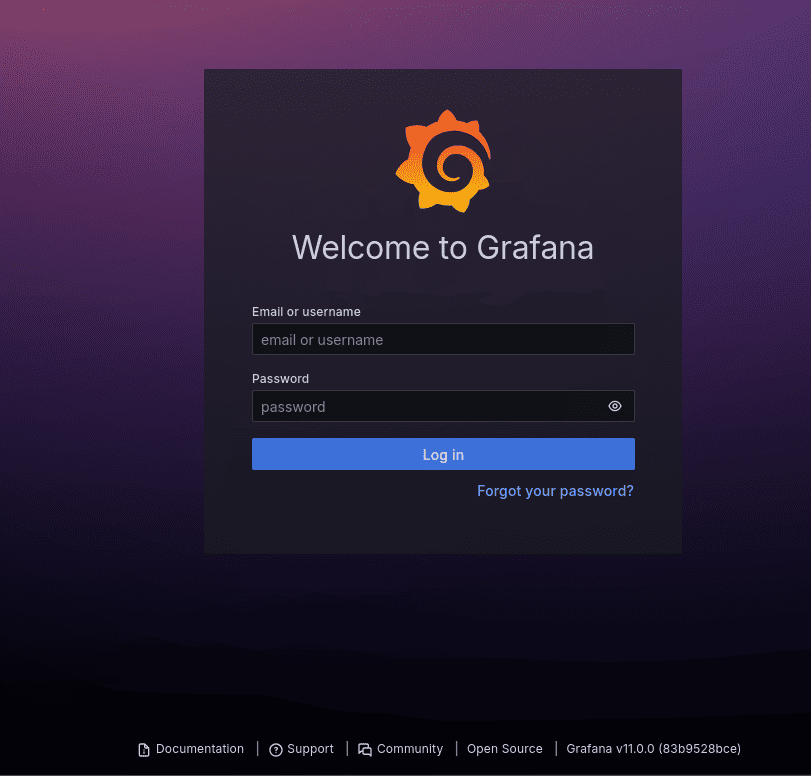 Welcome to Grafana
Email or username
email or username
Password
password
Log in
Forgot your password?
Documentation | Support | Community | Open Source | Grafana v11.0.0 (83b9528bce)